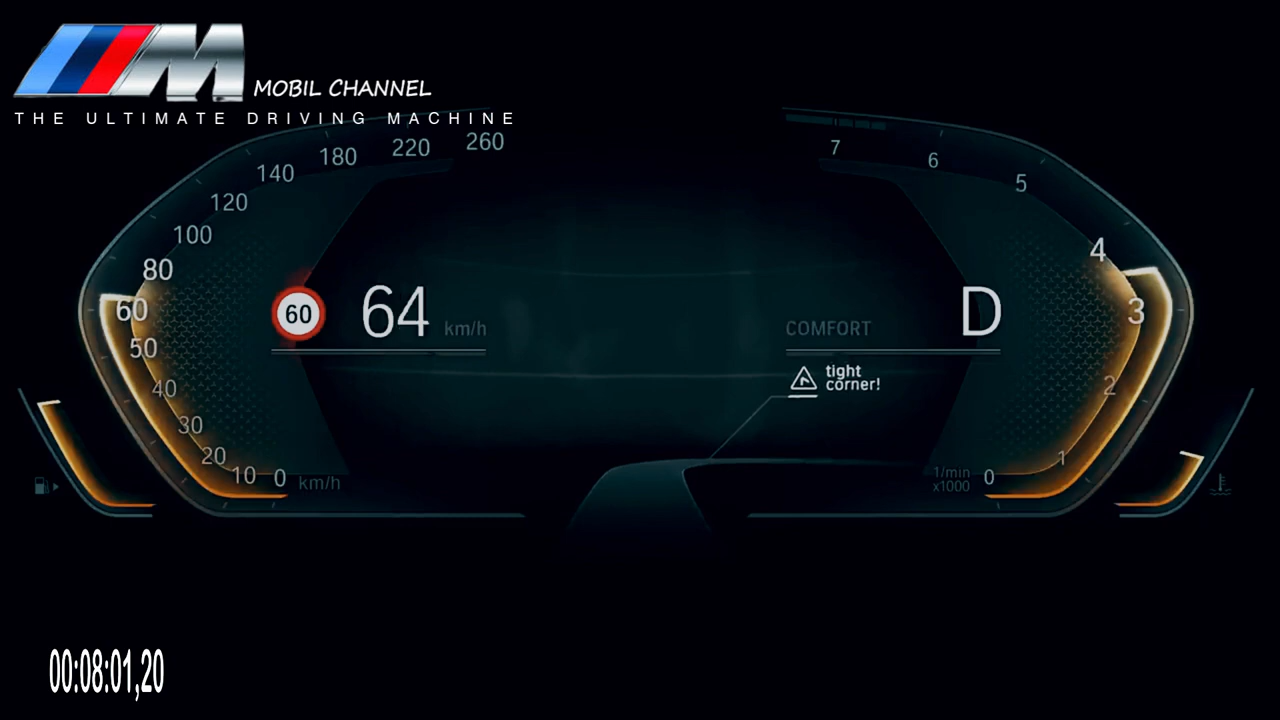 M MOBIL CHANNEL
THE ULTIMATE DRIVING MACHINE
260
220
180
140
120
100
80
60
50
40
30
20
10
0 km/h
60
64 km/h
7
6
5
4
3
2
1
0
1/min
x1000
COMFORT
D
tight
corner!
00:08:01,20